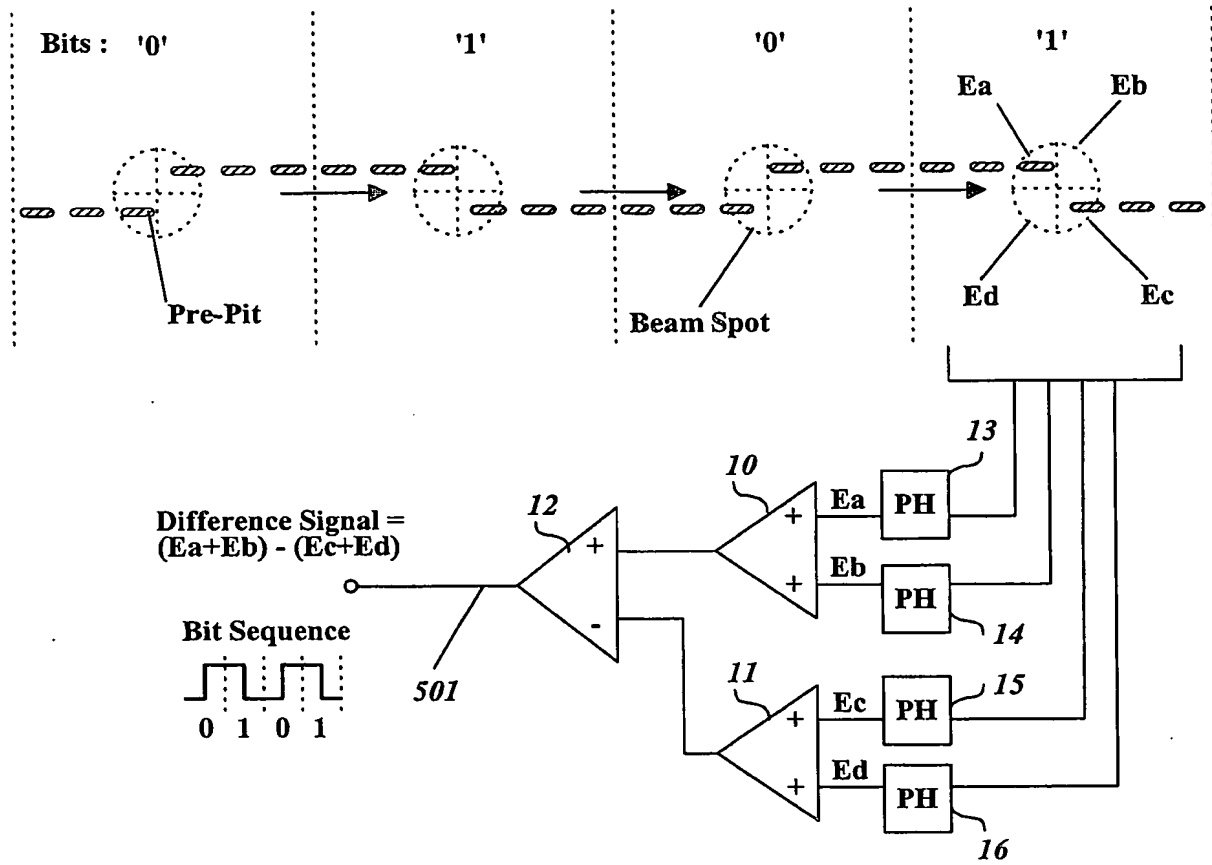 Bits : '0' '1' '0' '1'
Ea Eb
Pre-Pit
Beam Spot
Ed Ec
13
10
Ea PH
12
Difference Signal =
(Ea+Eb) - (Ec+Ed)
+ +
+ Eb PH
-
14
Bit Sequence
501
11
15
+ Ec PH
0 1 0 1
+ Ed PH
16